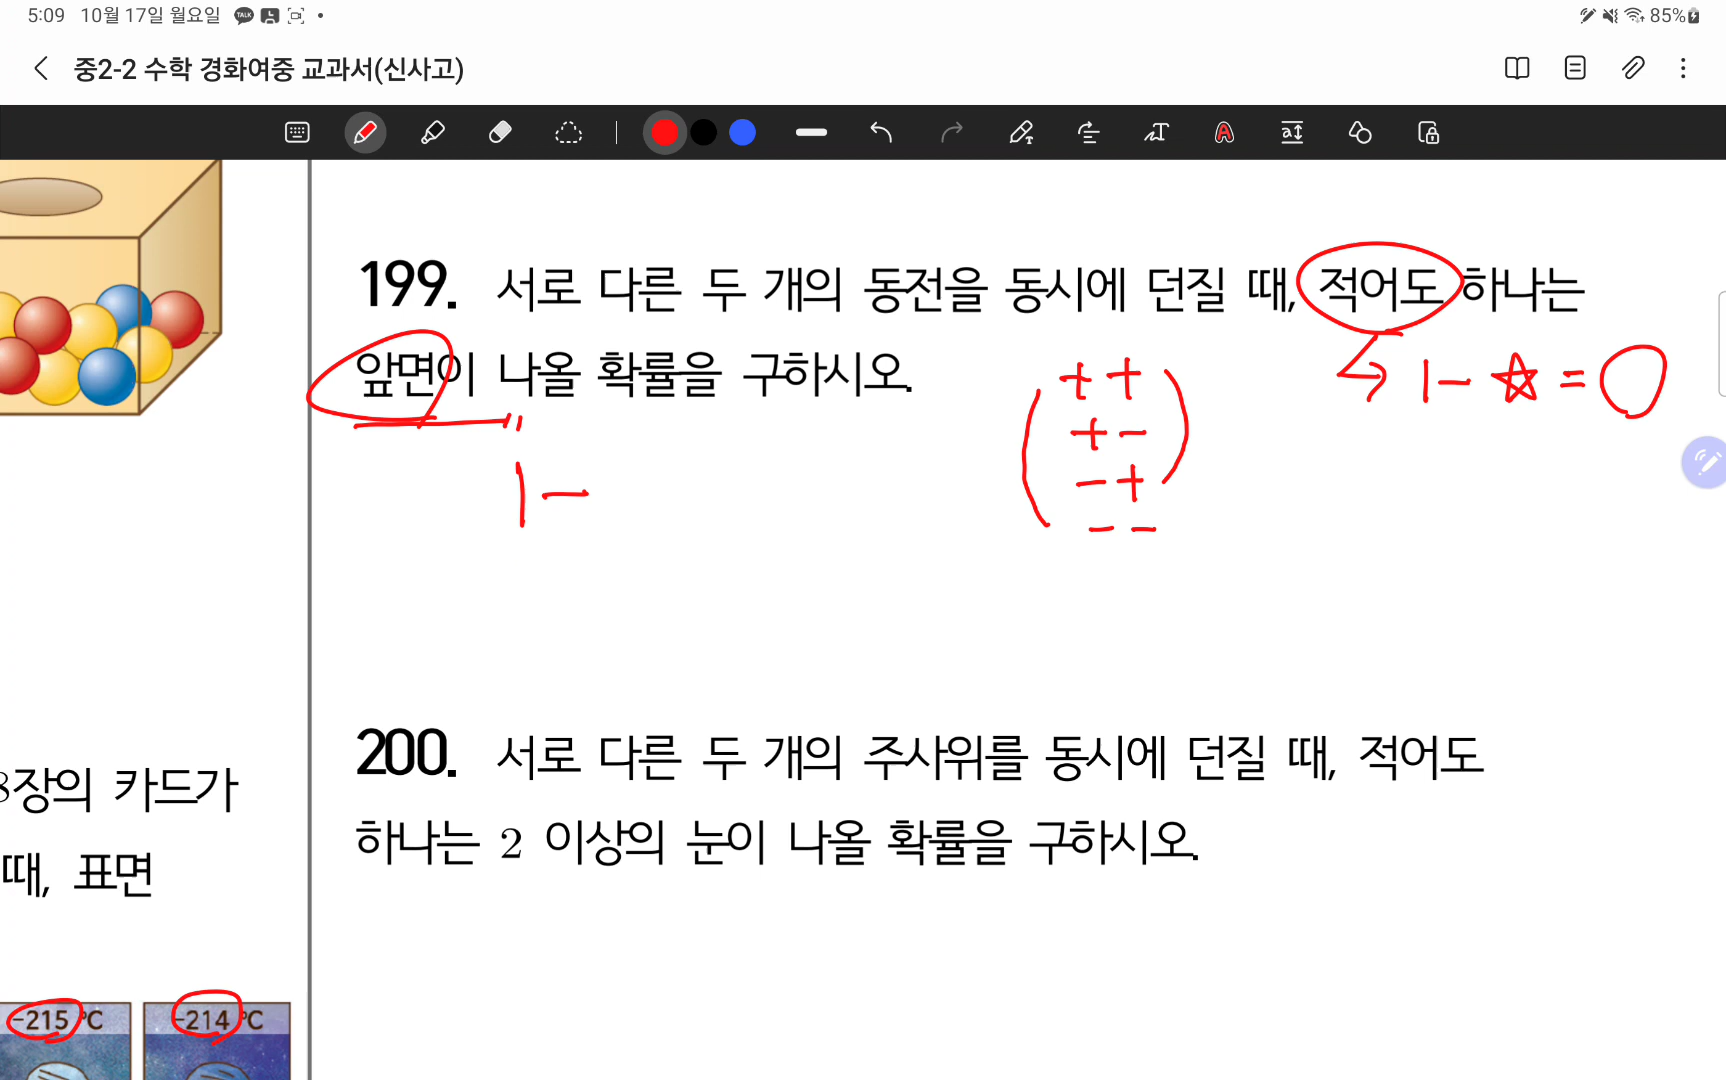 5:09 10월 17일 월요일 TALK 85%
중2-2 수학 경화여중 교과서(신사고)
199. 서로 다른 두 개의 동전을 동시에 던질 때, 적어도 하나는
앞면이 나올 확률을 구하시오.
1 - ☆ = ○
+ +
+ -
- +
- -
1 -
200. 서로 다른 두 개의 주사위를 동시에 던질 때, 적어도
하나는 2 이상의 눈이 나올 확률을 구하시오.
8장의 카드가
때, 표면
-215 ℃
-214 ℃